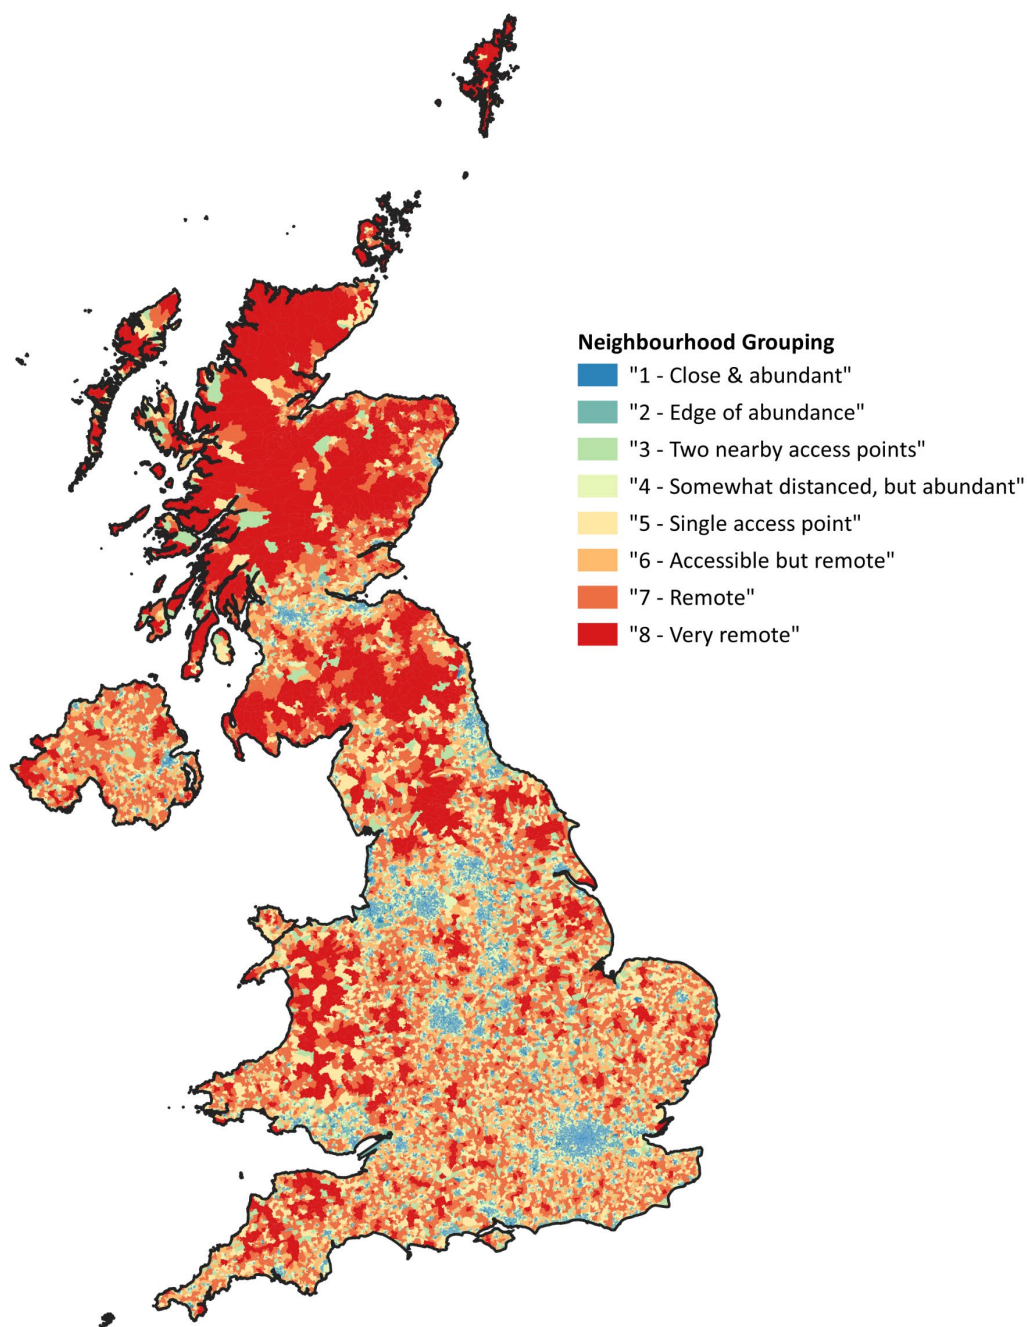 Neighbourhood Grouping
"1 - Close & abundant"
"2 - Edge of abundance"
"3 - Two nearby access points"
"4 - Somewhat distanced, but abundant"
"5 - Single access point"
"6 - Accessible but remote"
"7 - Remote"
"8 - Very remote"